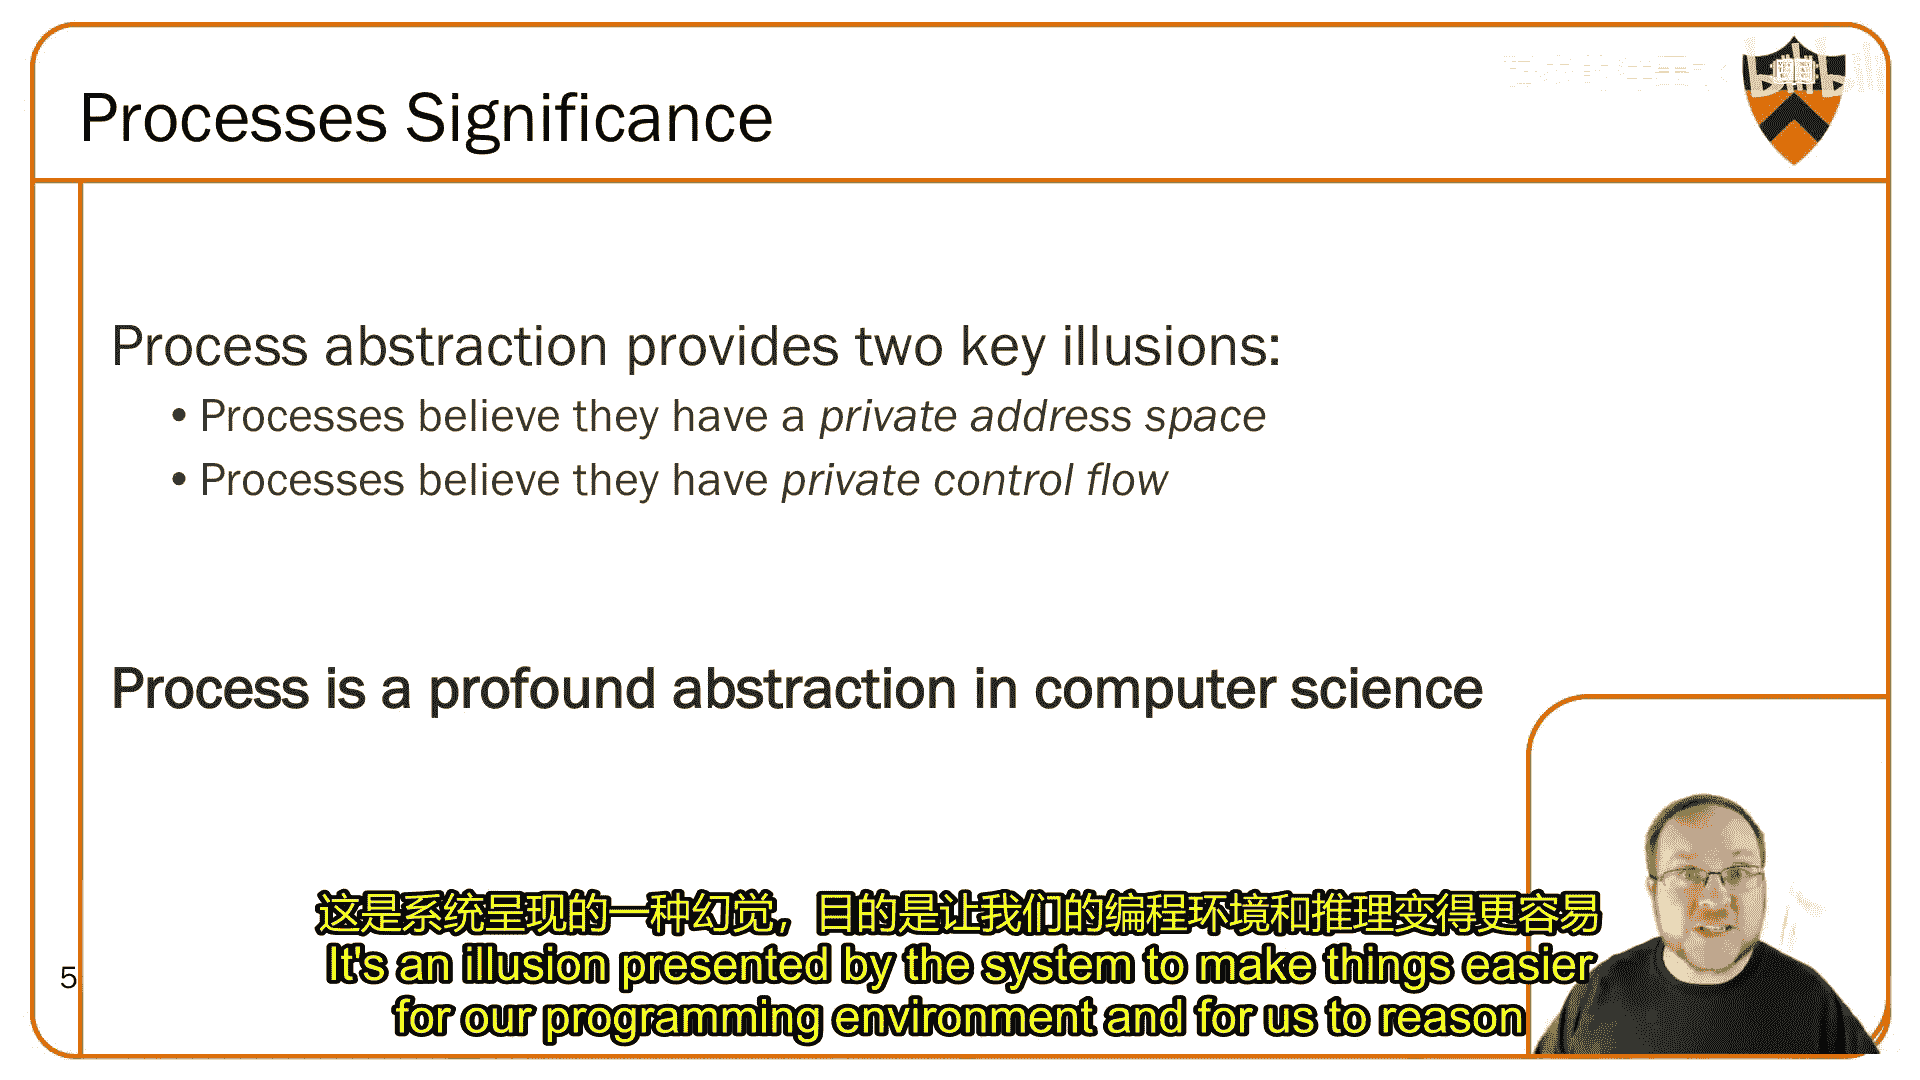 Processes Significance
Process abstraction provides two key illusions:
• Processes believe they have a private address space
• Processes believe they have private control flow
Process is a profound abstraction in computer science
这是系统呈现的一种幻觉，目的是让我们的编程环境和推理变得更容易
It's an illusion presented by the system to make things easier
for our programming environment and for us to reason
5